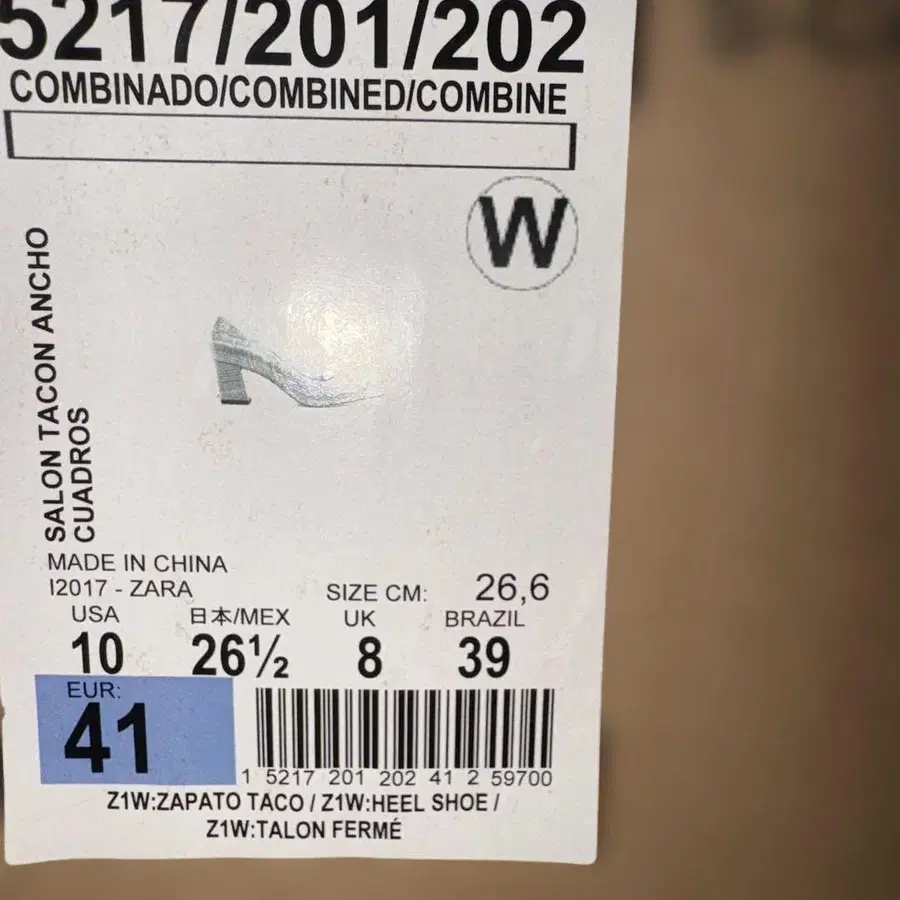 5217/201/202
COMBINADO/COMBINED/COMBINE
W
SALON TACON ANCHO
CUADROS
MADE IN CHINA
I2017 - ZARA
SIZE CM: 26,6
USA 日本/MEX UK BRAZIL
10 26½ 8 39
EUR:
41
1 5217 201 202 41 2 59700
Z1W:ZAPATO TACO / Z1W:HEEL SHOE /
Z1W:TALON FERMÉ